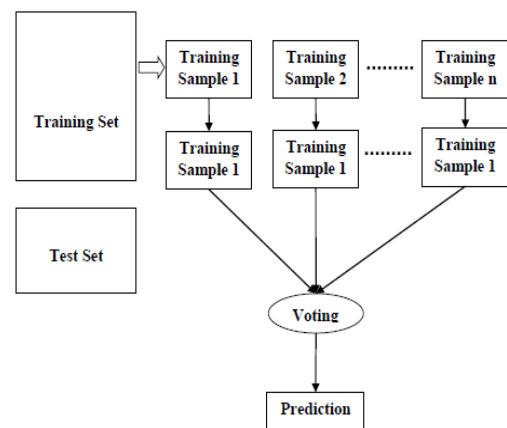 Training
Sample 1
Training
Sample 2
.........
Training
Sample n
Training Set
Training
Sample 1
Training
Sample 1
.........
Training
Sample 1
Test Set
Voting
Prediction